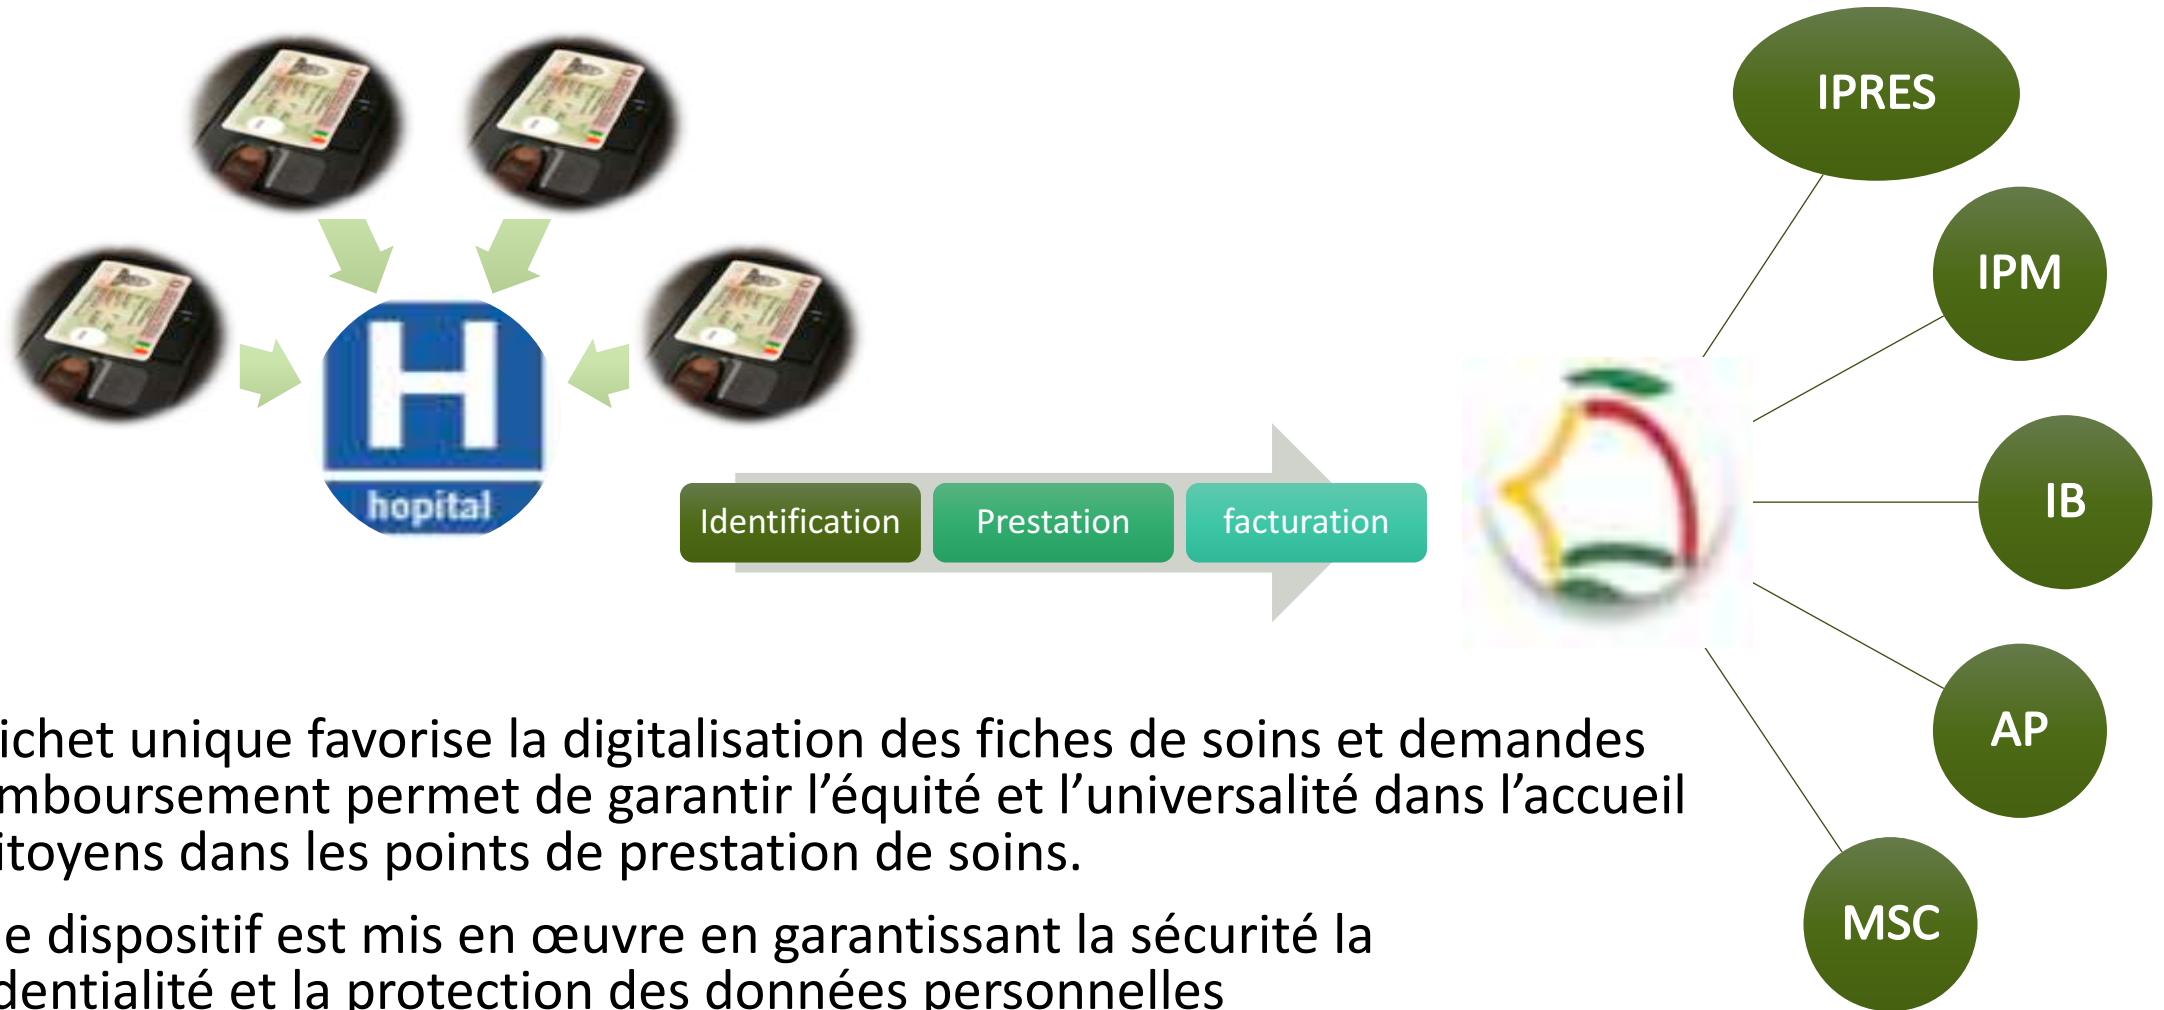 IPRES
IPM
hopital
Identification Prestation facturation
IB
AP
MSC
ichet unique favorise la digitalisation des fiches de soins et demandes
mboursement permet de garantir l’équité et l’universalité dans l’accueil
itoyens dans les points de prestation de soins.
e dispositif est mis en œuvre en garantissant la sécurité la
dentialité et la protection des données personnelles